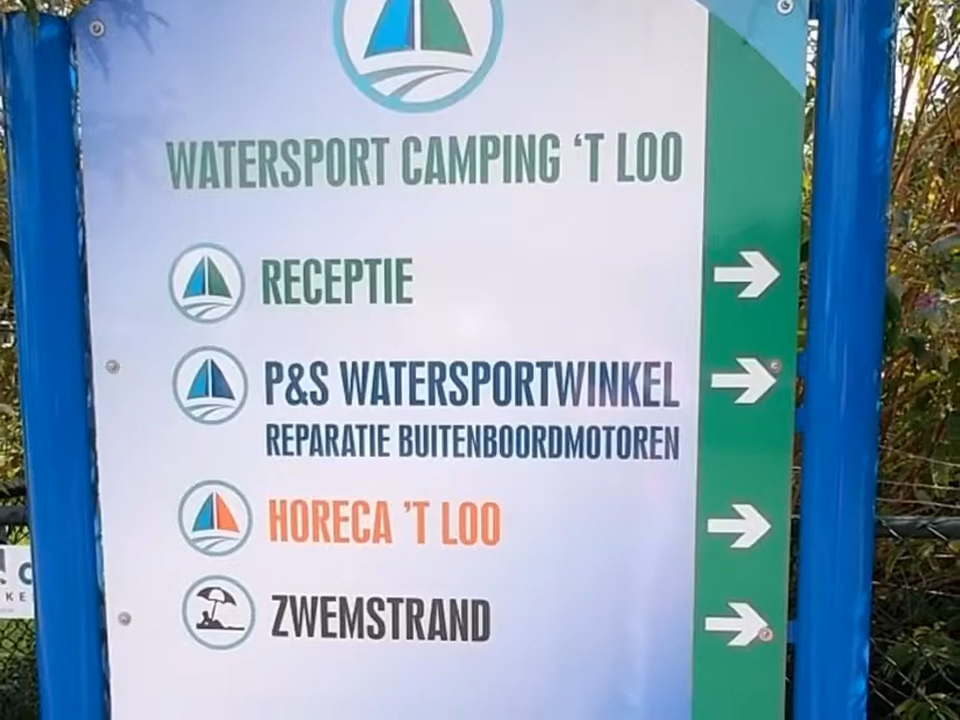 WATERSPORT CAMPING ‘T LOO
RECEPTIE
P&S WATERSPORTWINKEL
REPARATIE BUITENBOORDMOTOREN
HORECA ’T LOO
ZWEMSTRAND